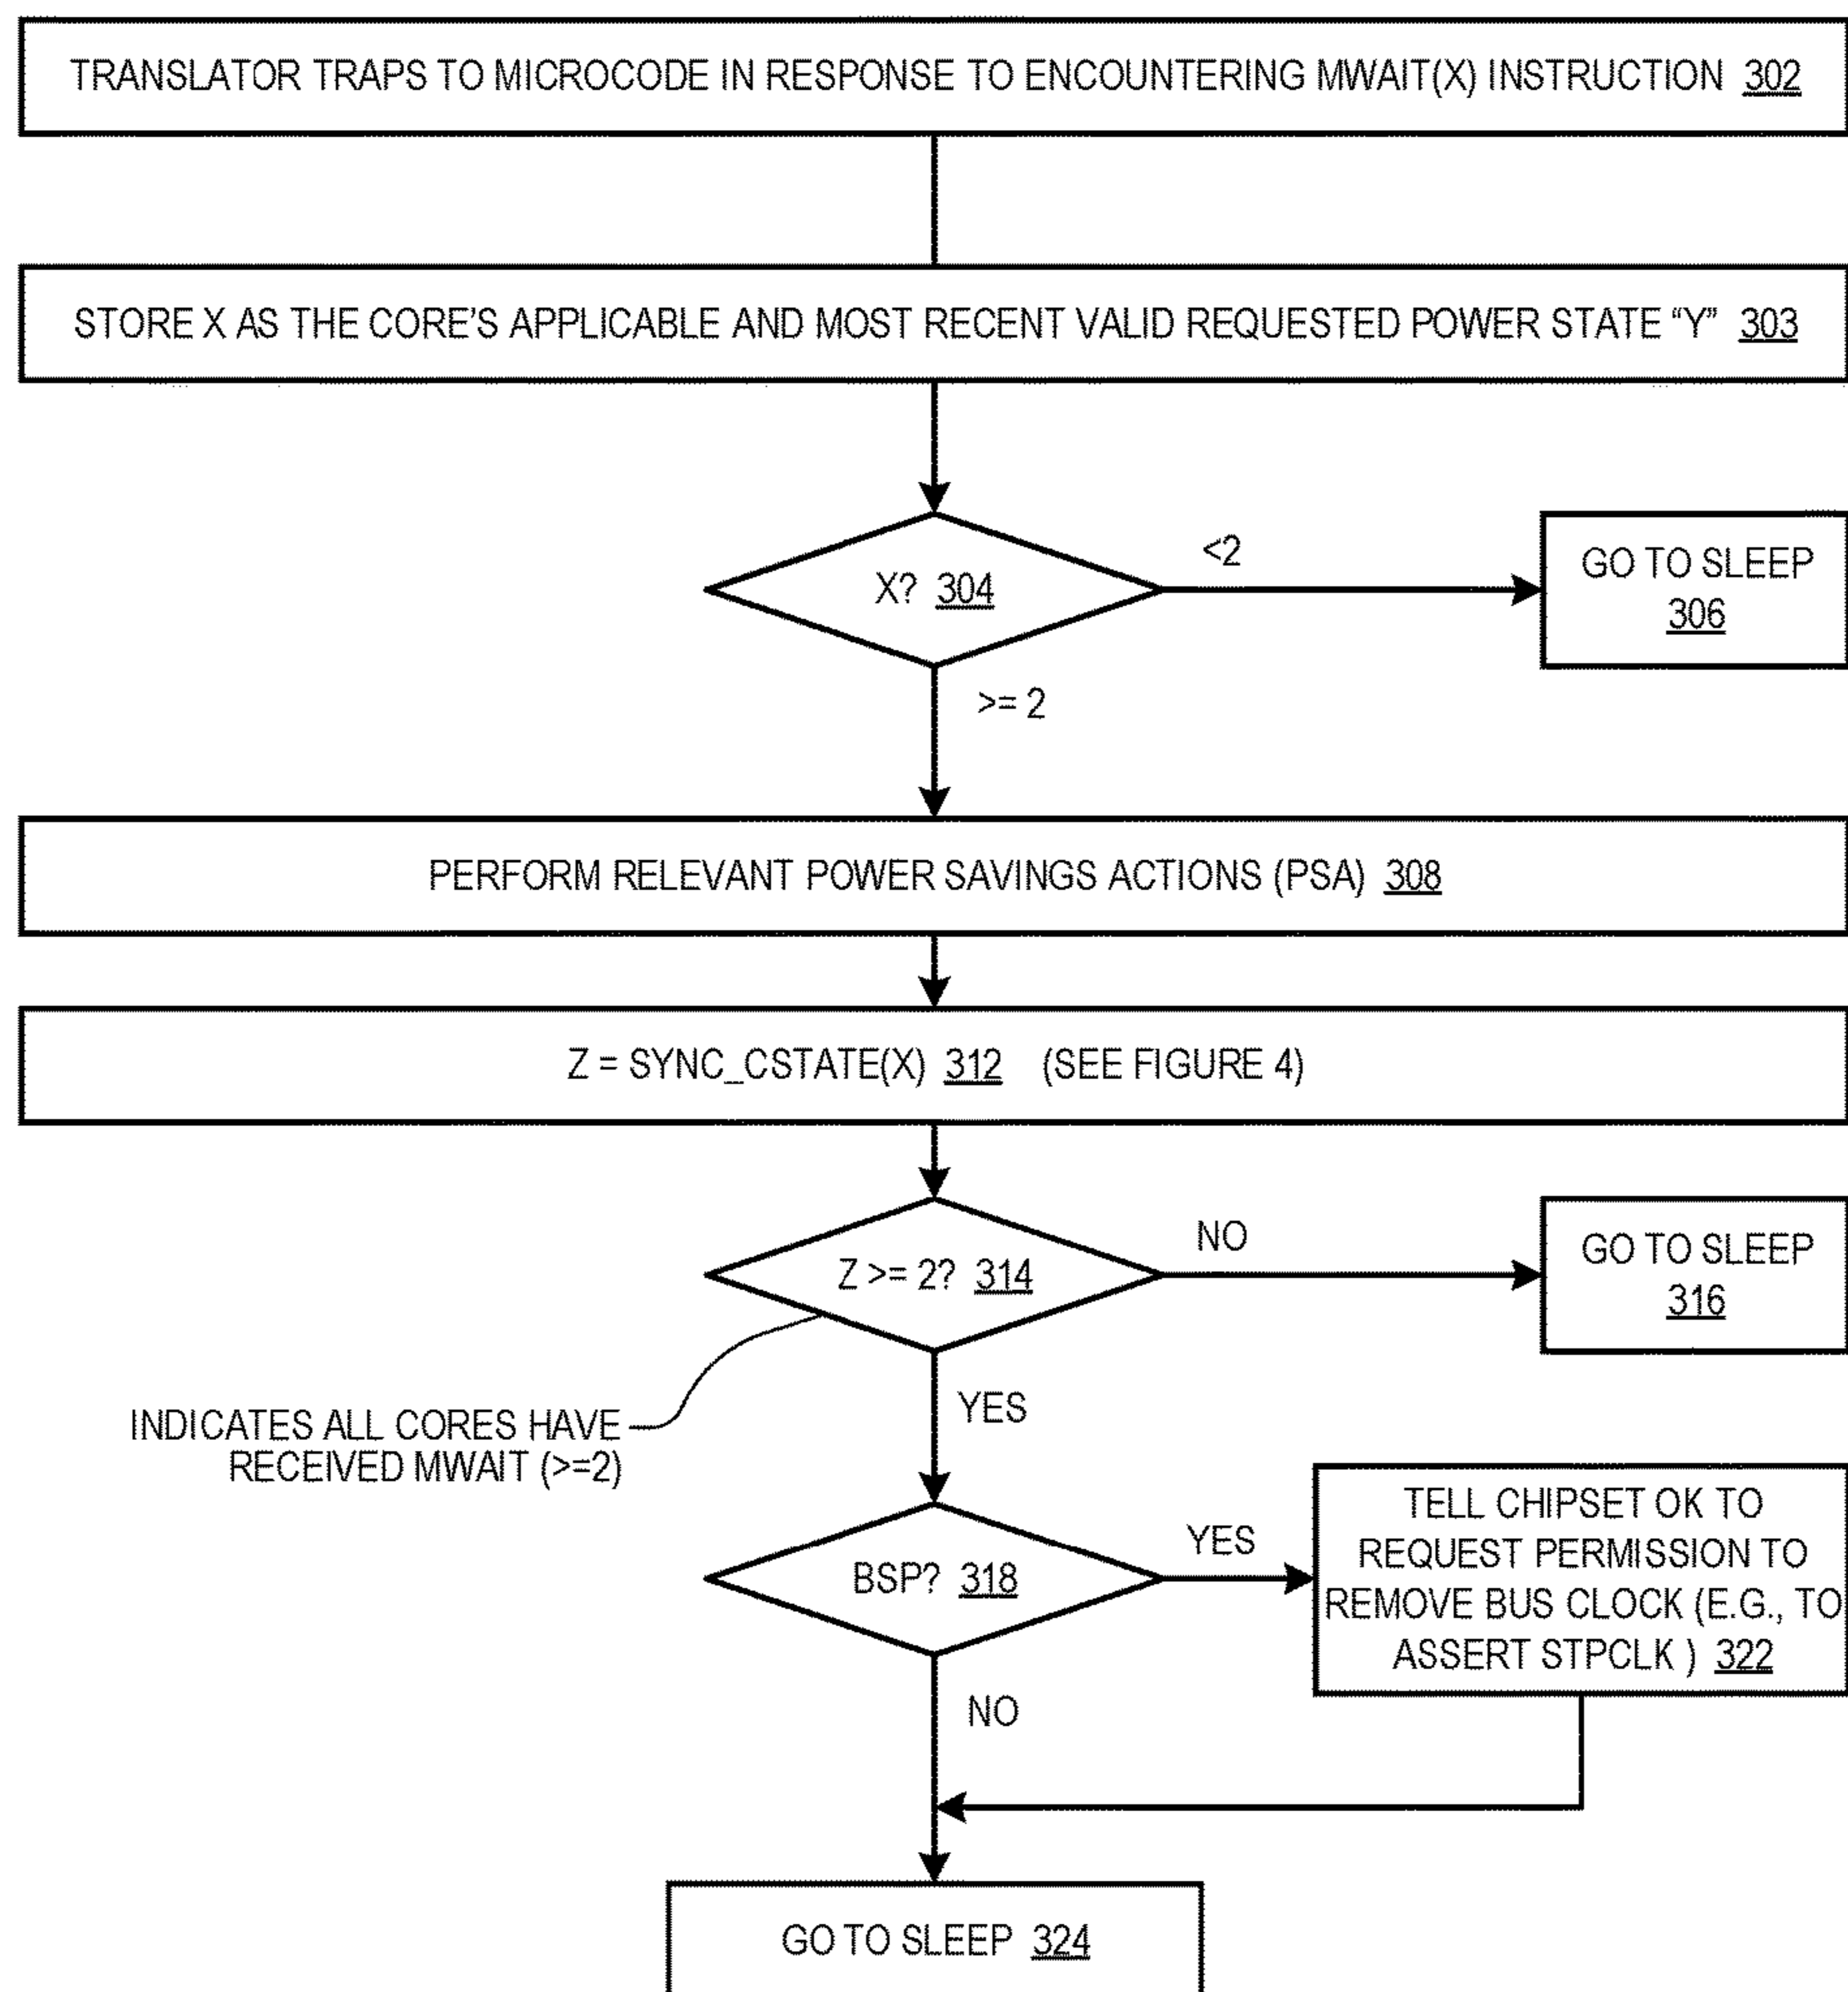 TRANSLATOR TRAPS TO MICROCODE IN RESPONSE TO ENCOUNTERING MWAIT(X) INSTRUCTION 302
STORE X AS THE CORE'S APPLICABLE AND MOST RECENT VALID REQUESTED POWER STATE “Y” 303
X? 304
<2
GO TO SLEEP
306
>= 2
PERFORM RELEVANT POWER SAVINGS ACTIONS (PSA) 308
Z = SYNC_CSTATE(X) 312 (SEE FIGURE 4)
Z >= 2? 314
NO
GO TO SLEEP
316
INDICATES ALL CORES HAVE
RECEIVED MWAIT (>=2)
YES
BSP? 318
YES
TELL CHIPSET OK TO
REQUEST PERMISSION TO
REMOVE BUS CLOCK (E.G., TO
ASSERT STPCLK ) 322
NO
GO TO SLEEP 324